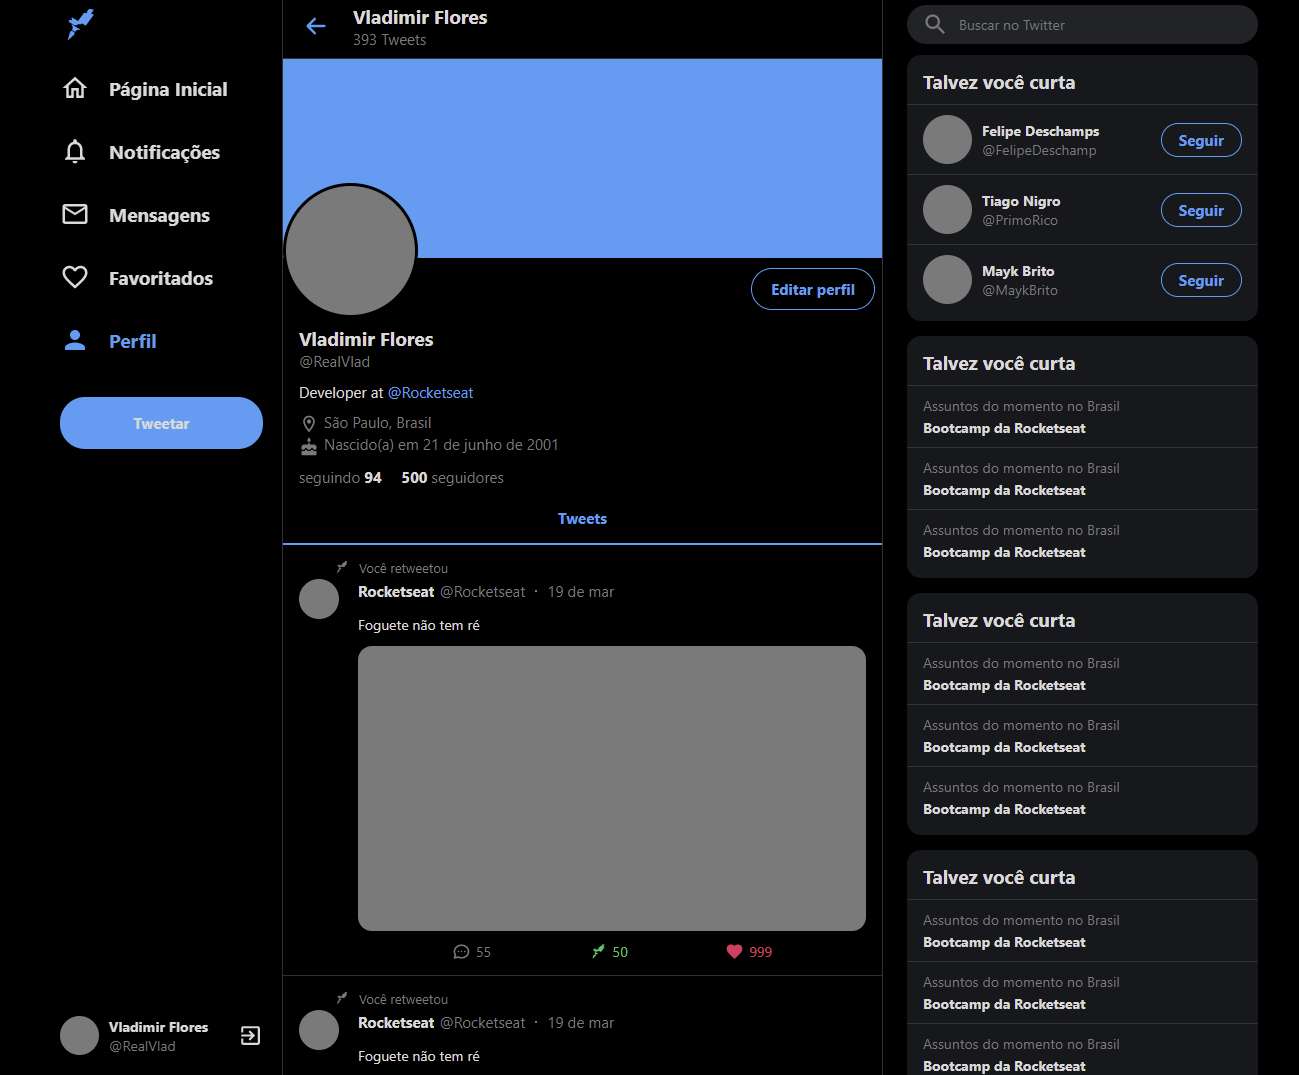 Página Inicial
Notificações
Mensagens
Favoritados
Perfil
Tweetar
Vladimir Flores
@RealVlad
Vladimir Flores
393 Tweets
Editar perfil
Vladimir Flores
@RealVlad
Developer at @Rocketseat
São Paulo, Brasil
Nascido(a) em 21 de junho de 2001
seguindo 94 500 seguidores
Tweets
Você retweetou
Rocketseat @Rocketseat · 19 de mar
Foguete não tem ré
55 50 999
Você retweetou
Rocketseat @Rocketseat · 19 de mar
Foguete não tem ré
Buscar no Twitter
Talvez você curta
Felipe Deschamps
@FelipeDeschamp
Seguir
Tiago Nigro
@PrimoRico
Seguir
Mayk Brito
@MaykBrito
Seguir
Talvez você curta
Assuntos do momento no Brasil
Bootcamp da Rocketseat
Assuntos do momento no Brasil
Bootcamp da Rocketseat
Assuntos do momento no Brasil
Bootcamp da Rocketseat
Talvez você curta
Assuntos do momento no Brasil
Bootcamp da Rocketseat
Assuntos do momento no Brasil
Bootcamp da Rocketseat
Assuntos do momento no Brasil
Bootcamp da Rocketseat
Talvez você curta
Assuntos do momento no Brasil
Bootcamp da Rocketseat
Assuntos do momento no Brasil
Bootcamp da Rocketseat
Assuntos do momento no Brasil
Bootcamp da Rocketseat